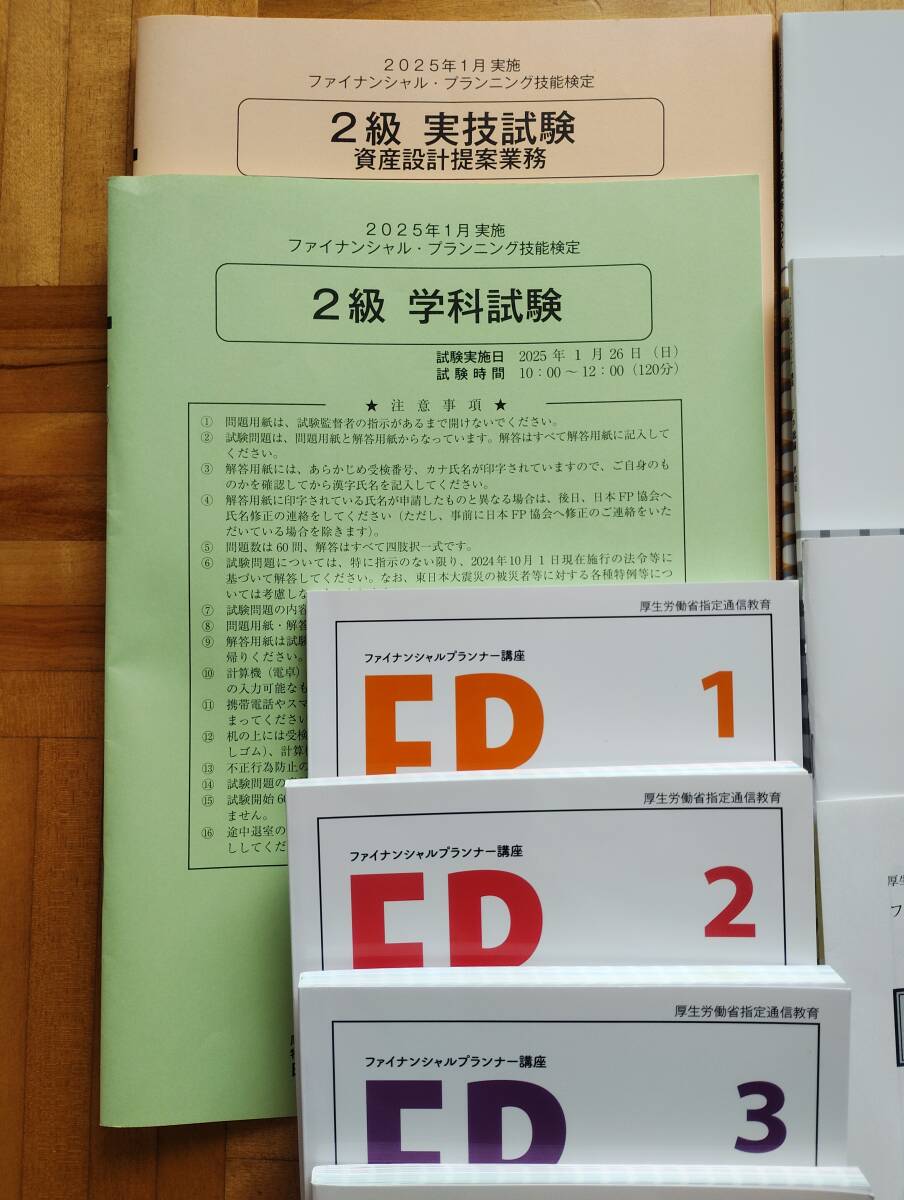 2025年1月実施
ファイナンシャル・プランニング技能検定
2級 実技試験
資産設計提案業務
2025年1月実施
ファイナンシャル・プランニング技能検定
2級 学科試験
試験実施日 2025年 1月26日(日)
試験時間 10:00~12:00(120分)
★ 注意事項 ★
① 問題用紙は、試験監督者の指示があるまで開けないでください。
② 試験問題は、問題用紙と解答用紙からなっています。解答はすべて解答用紙に記入して
ください。
③ 解答用紙には、あらかじめ受検番号、カナ氏名が印字されていますので、ご自身のも
のかを確認してから漢字氏名を記入してください。
④ 解答用紙に印字されている氏名が申請したものと異なる場合は、後日、日本FP協会へ
氏名修正の連絡をしてください(ただし、事前に日本FP協会へ修正のご連絡をいた
だいている場合を除きます)。
⑤ 問題数は60問、解答はすべて四肢択一式です。
⑥ 試験問題については、特に指示のない限り、2024年10月1日現在施行の法令等に
基づいて解答してください。なお、東日本大震災の被災者等に対する各種特例等につ
いては考慮しな
⑦ 試験問題の内容
⑧ 問題用紙・解答
⑨ 解答用紙は試験
帰りください。
⑩ 計算機(電卓)
の入力可能なも
⑪ 携帯電話やスマ
まってください
⑫ 机の上には受検
しゴム)、計算機
⑬ 不正行為防止の
⑭ 試験問題の
⑮ 試験開始60
ません。
⑯ 途中退室の
ししてくだ
厚生労働省指定通信教育
ファイナンシャルプランナー講座
FP 1
厚生労働省指定通信教育
ファイナンシャルプランナー講座
FP 2
厚生労働省指定通信教育
ファイナンシャルプランナー講座
FP 3